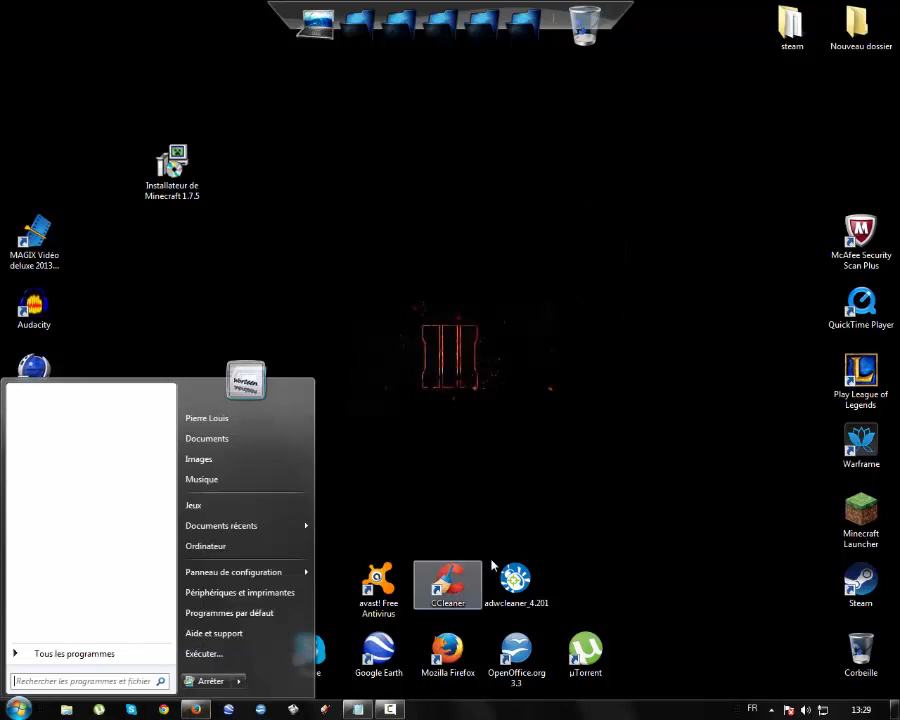 steam
Nouveau dossier
Installateur de
Minecraft 1.7.5
MAGIX Vidéo
deluxe 2013...
McAfee Security
Scan Plus
Audacity
QuickTime Player
Play League of
Legends
Warframe
Minecraft
Launcher
Pierre Louis
Documents
Images
Musique
Jeux
Documents récents
Ordinateur
Panneau de configuration
Périphériques et imprimantes
Programmes par défaut
Aide et support
Exécuter...
Tous les programmes
Rechercher les programmes et fichier
Arrêter
avast! Free
Antivirus
CCleaner
adwcleaner_4.201
Steam
Google Earth
Mozilla Firefox
OpenOffice.org
3.3
µTorrent
Corbeille
FR
13:29